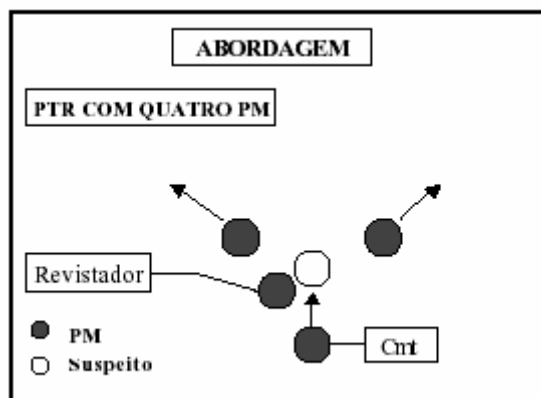 ABORDAGEM
PTR COM QUATRO PM
Revistador
PM
Suspeito
Cmt